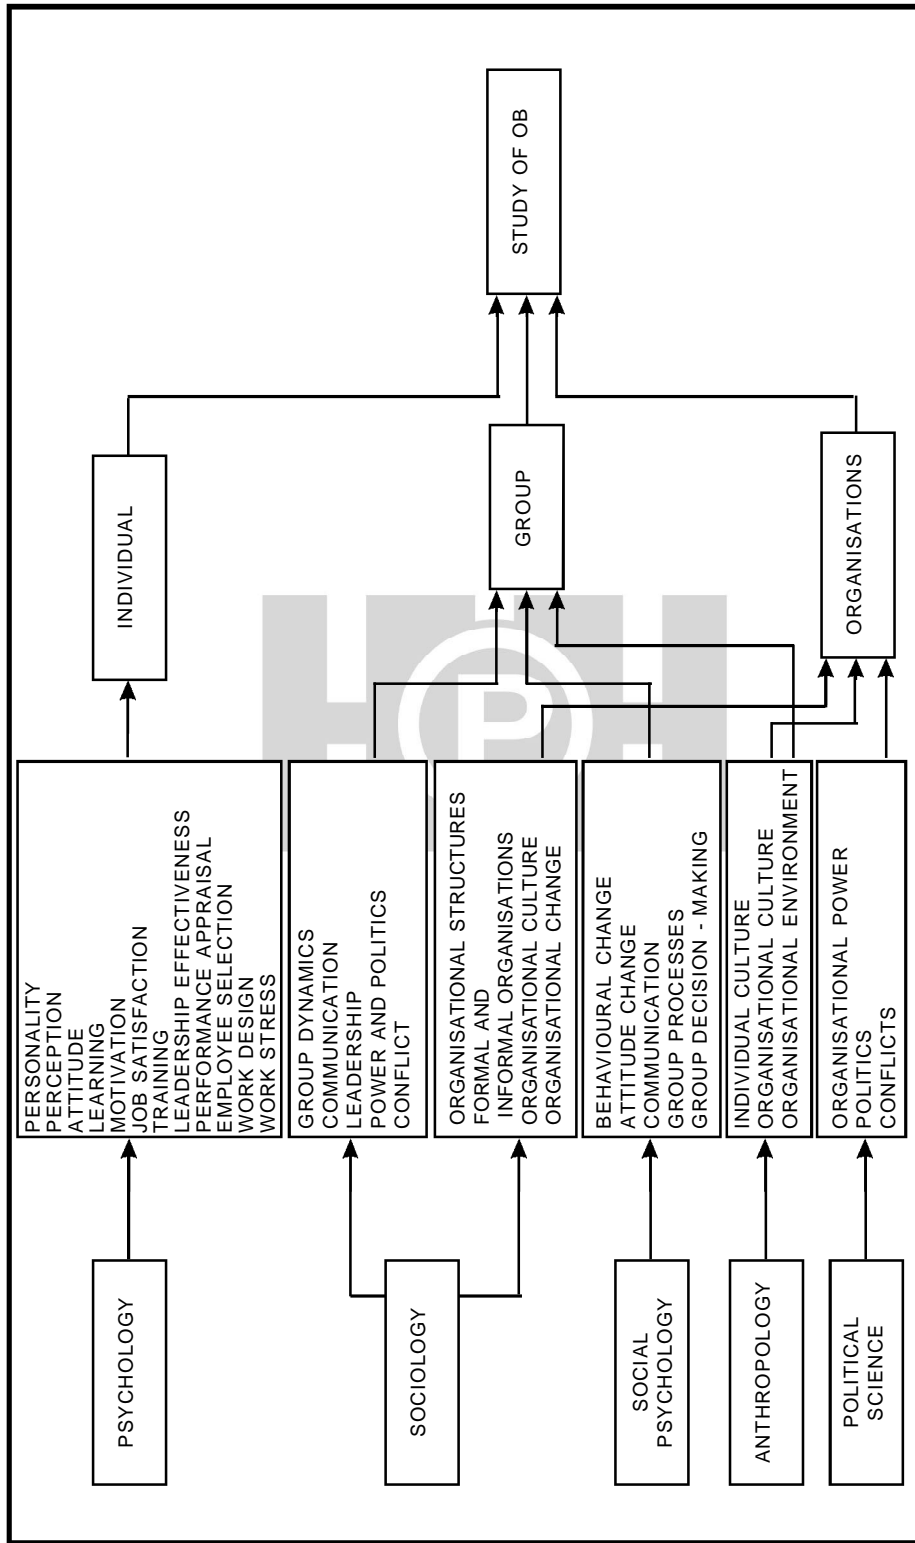 PSYCHOLOGY
PERSONALITY
PERCEPTION
ATTITUDE
LEARNING
MOTIVATION
JOB SATISFACTION
TRAINING
LEADERSHIP EFFECTIVENESS
PERFORMANCE APPRAISAL
EMPLOYEE SELECTION
WORK DESIGN
WORK STRESS
INDIVIDUAL
SOCIOLOGY
GROUP DYNAMICS
COMMUNICATION
LEADERSHIP
POWER AND POLITICS
CONFLICT
ORGANISATIONAL STRUCTURES
FORMAL AND
INFORMAL ORGANISATIONS
ORGANISATIONAL CULTURE
ORGANISATIONAL CHANGE
GROUP
STUDY OF OB
SOCIAL
PSYCHOLOGY
BEHAVIOURAL CHANGE
ATTITUDE CHANGE
COMMUNICATION
GROUP PROCESSES
GROUP DECISION - MAKING
ANTHROPOLOGY
INDIVIDUAL CULTURE
ORGANISATIONAL CULTURE
ORGANISATIONAL ENVIRONMENT
ORGANISATIONS
POLITICAL
SCIENCE
ORGANISATIONAL POWER
POLITICS
CONFLICTS
HPH